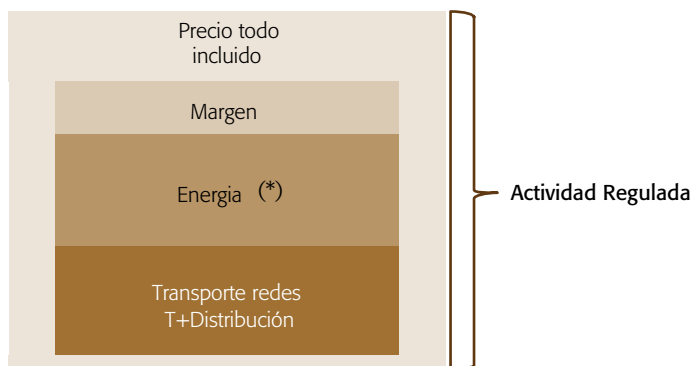 Precio todo
incluido
Margen
Energia (*)
Actividad Regulada
Transporte redes
T+Distribución